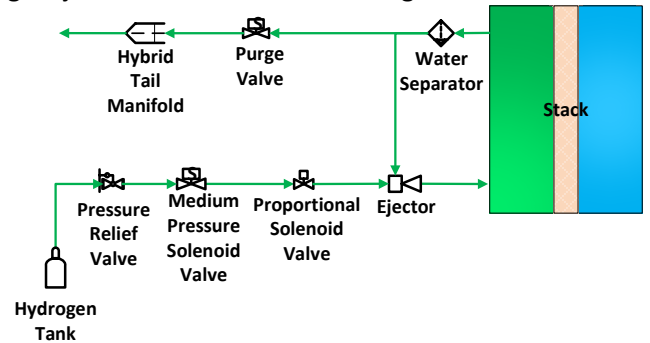 Hybrid
Tail
Manifold
Purge
Valve
Water
Separator
Stack
Pressure
Relief
Valve
Medium
Pressure
Solenoid
Valve
Proportional
Solenoid
Valve
Ejector
Hydrogen
Tank
S
S